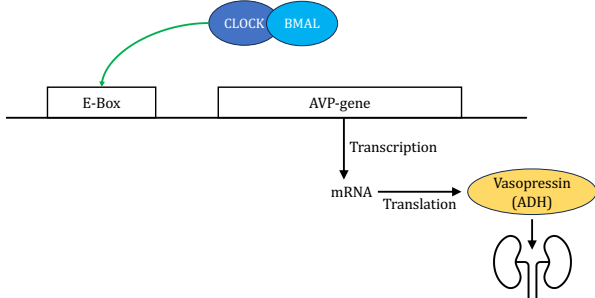 CLOCK
BMAL
E-Box
AVP-gene
Transcription
mRNA
Translation
Vasopressin
(ADH)